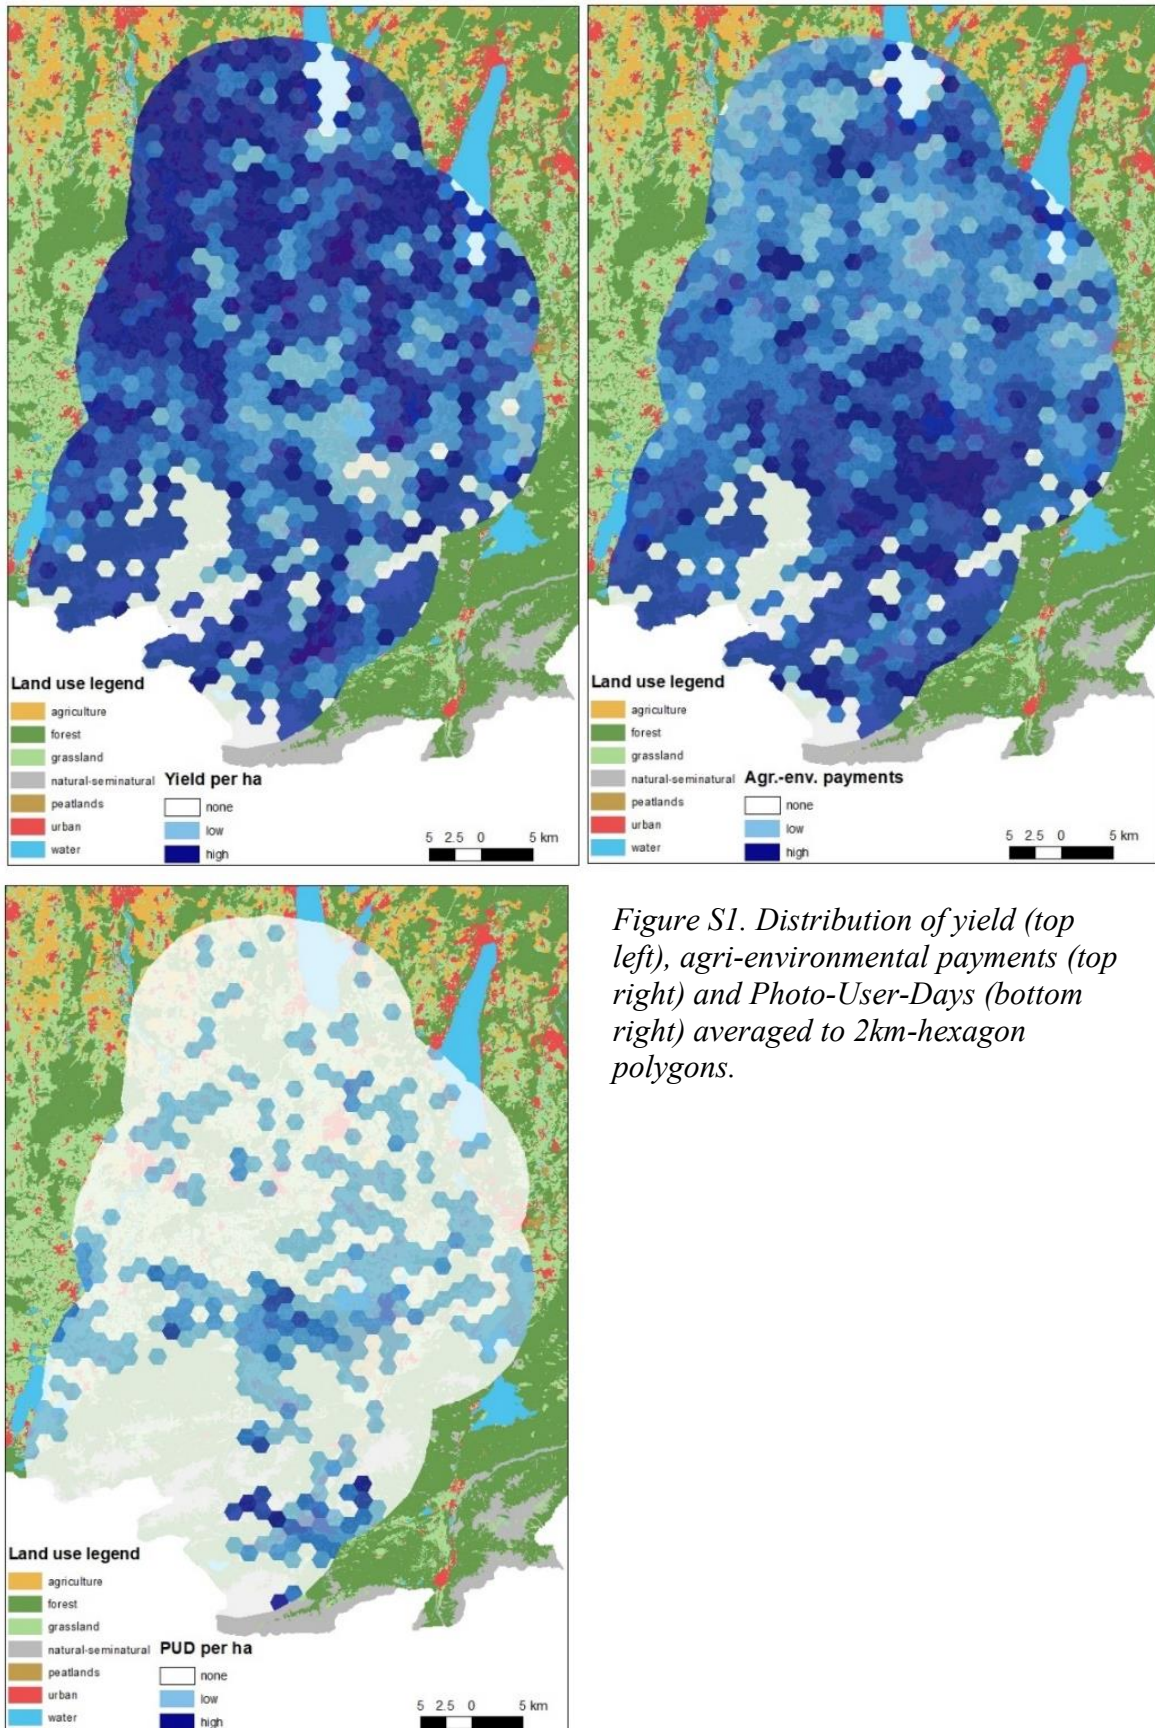 Land use legend
agriculture
forest
grassland
natural-seminatural
peatlands
urban
water
Yield per ha
none
low
high
5 2.5 0 5 km
Land use legend
agriculture
forest
grassland
natural-seminatural
peatlands
urban
water
Agr.-env. payments
none
low
high
5 2.5 0 5 km
Figure S1. Distribution of yield (top
left), agri-environmental payments (top
right) and Photo-User-Days (bottom
right) averaged to 2km-hexagon
polygons.
Land use legend
agriculture
forest
grassland
natural-seminatural
peatlands
urban
water
PUD per ha
none
low
high
5 2.5 0 5 km